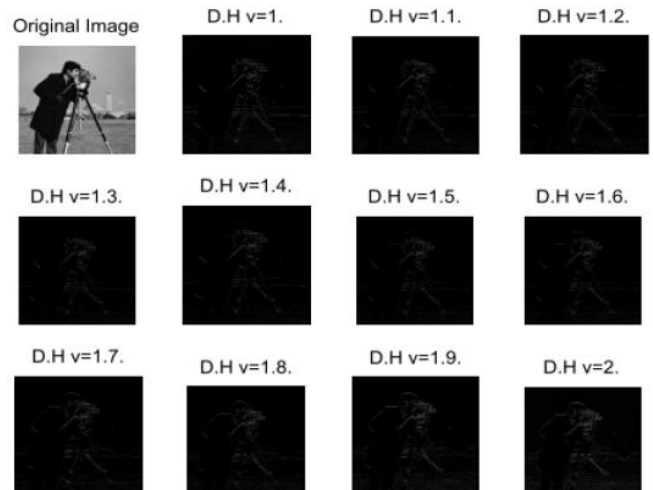 Original Image
D.H v=1.
D.H v=1.1.
D.H v=1.2.
D.H v=1.3.
D.H v=1.4.
D.H v=1.5.
D.H v=1.6.
D.H v=1.7.
D.H v=1.8.
D.H v=1.9.
D.H v=2.